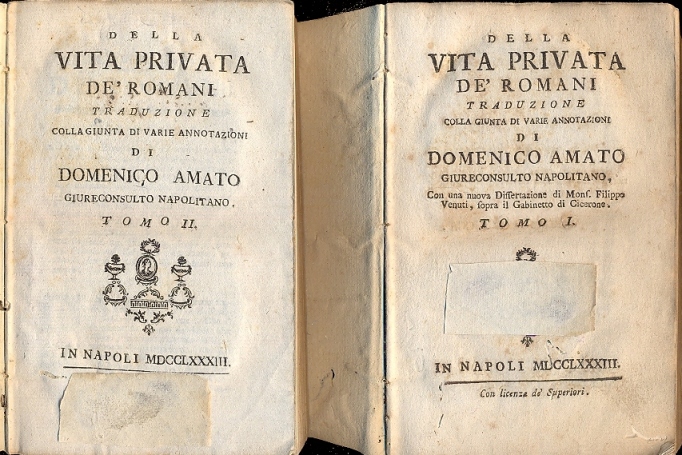 DELLA
VITA PRIVATA
DE' ROMANI
TRADUZIONE
COLLA GIUNTA DI VARIE ANNOTAZIONI
DI
DOMENICO AMATO
GIURECONSULTO NAPOLITANO.
TOMO II.
IN NAPOLI MDCCLXXXIII.
DELLA
VITA PRIVATA
DE' ROMANI
TRADUZIONE
COLLA GIUNTA DI VARIE ANNOTAZIONI
DI
DOMENICO AMATO
GIURECONSULTO NAPOLITANO,
Con una nuova Dissertazione di Mons. Filippo
Venuti, sopra il Gabinetto di Cicerone.
TOMO I.
IN NAPOLI MDCCLXXXIII.
Con licenza de' Superiori.